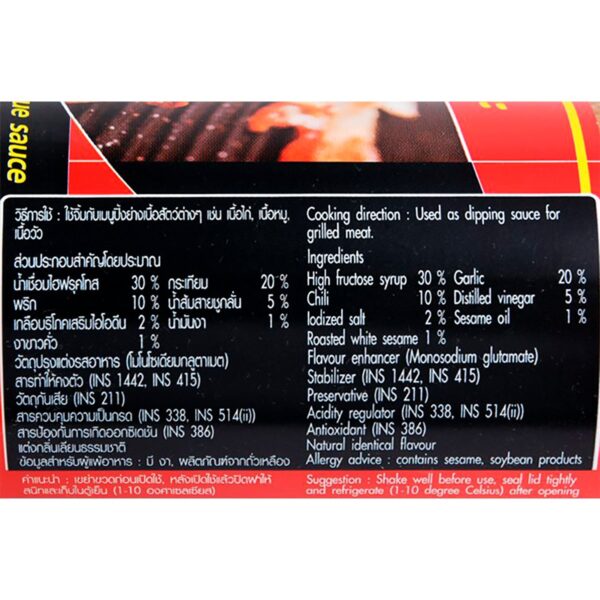 ue sauce
วิธีการใช้ : ใช้จิ้มกับเมนูปิ้งย่างเนื้อสัตว์ต่างๆ เช่น เนื้อไก่, เนื้อหมู,
เนื้อวัว
ส่วนประกอบสำคัญโดยประมาณ
น้ำเชื่อมไฮฟรุคโทส 30 % กระเทียม 20 %
พริก 10 % น้ำส้มสายชูกลั่น 5 %
เกลือบริโภคเสริมไอโอดีน 2 % น้ำมันงา 1 %
งาขาวคั่ว 1 %
วัตถุปรุงแต่งรสอาหาร (โมโนโซเดียมกลูตาเมต)
สารทำให้คงตัว (INS 1442, INS 415)
วัตถุกันเสีย (INS 211)
สารควบคุมความเป็นกรด (INS 338, INS 514(ii))
สารป้องกันการเกิดออกซิเดชัน (INS 386)
แต่งกลิ่นเลียนธรรมชาติ
ข้อมูลสำหรับผู้แพ้อาหาร : มี งา, ผลิตภัณฑ์จากถั่วเหลือง
คำแนะนำ : เขย่าขวดก่อนเปิดใช้, หลังเปิดใช้แล้วปิดฝาให้
สนิทและเก็บในตู้เย็น (1-10 องศาเซลเซียส)
Cooking direction : Used as dipping sauce for
grilled meat.
Ingredients
High fructose syrup 30 % Garlic 20 %
Chili 10 % Distilled vinegar 5 %
Iodized salt 2 % Sesame oil 1 %
Roasted white sesame 1 %
Flavour enhancer (Monosodium glutamate)
Stabilizer (INS 1442, INS 415)
Preservative (INS 211)
Acidity regulator (INS 338, INS 514(ii))
Antioxidant (INS 386)
Natural identical flavour
Allergy advice : contains sesame, soybean products
Suggestion : Shake well before use, seal lid tightly
and refrigerate (1-10 degree Celsius) after opening